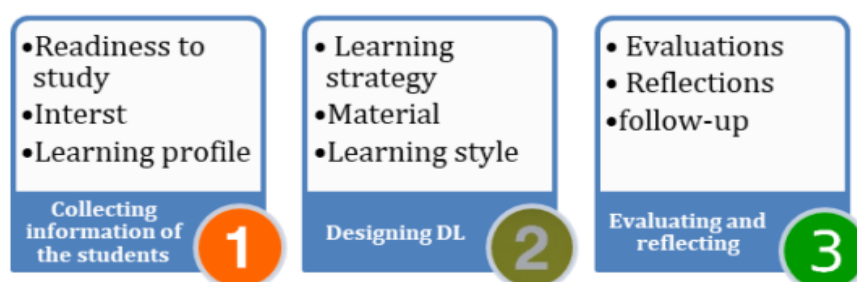 •Readiness to
study
•Interst
•Learning profile
Collecting
information of
the students
1
• Learning
strategy
•Material
•Learning style
Designing DL
2
• Evaluations
• Reflections
•follow-up
Evaluating and
reflecting
3